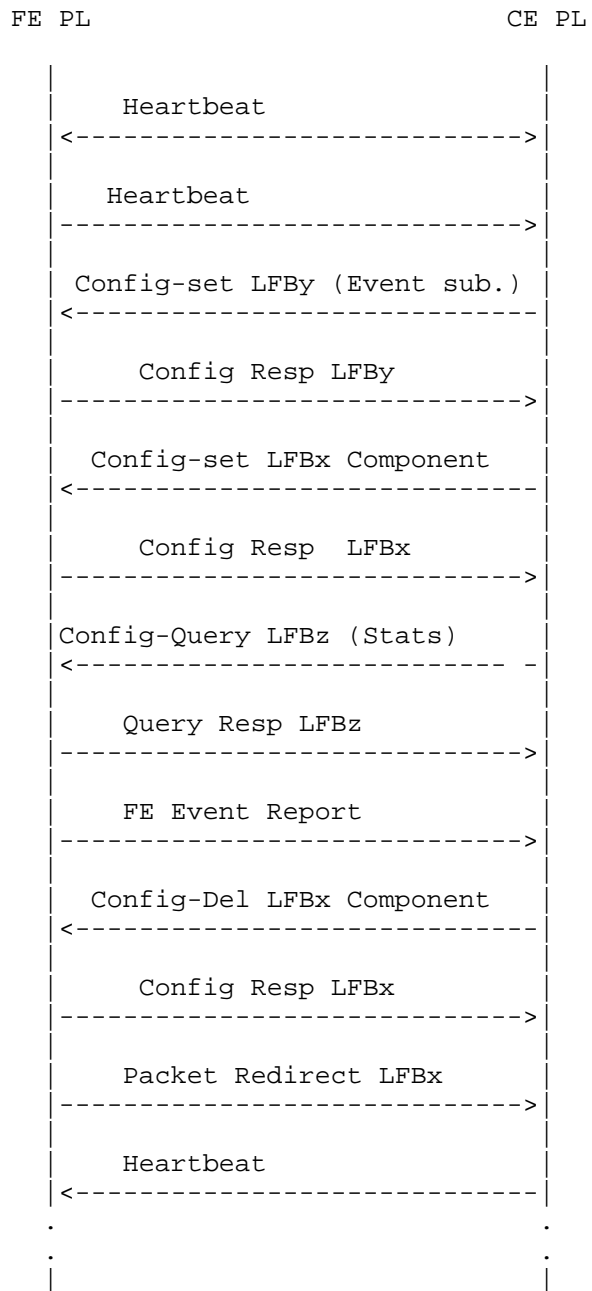 FE PL CE PL
Heartbeat
Heartbeat
Config-set LFBy (Event sub.)
Config Resp LFBy
Config-set LFBx Component
Config Resp LFBx
Config-Query LFBz (Stats)
Query Resp LFBz
FE Event Report
Config-Del LFBx Component
Config Resp LFBx
Packet Redirect LFBx
Heartbeat